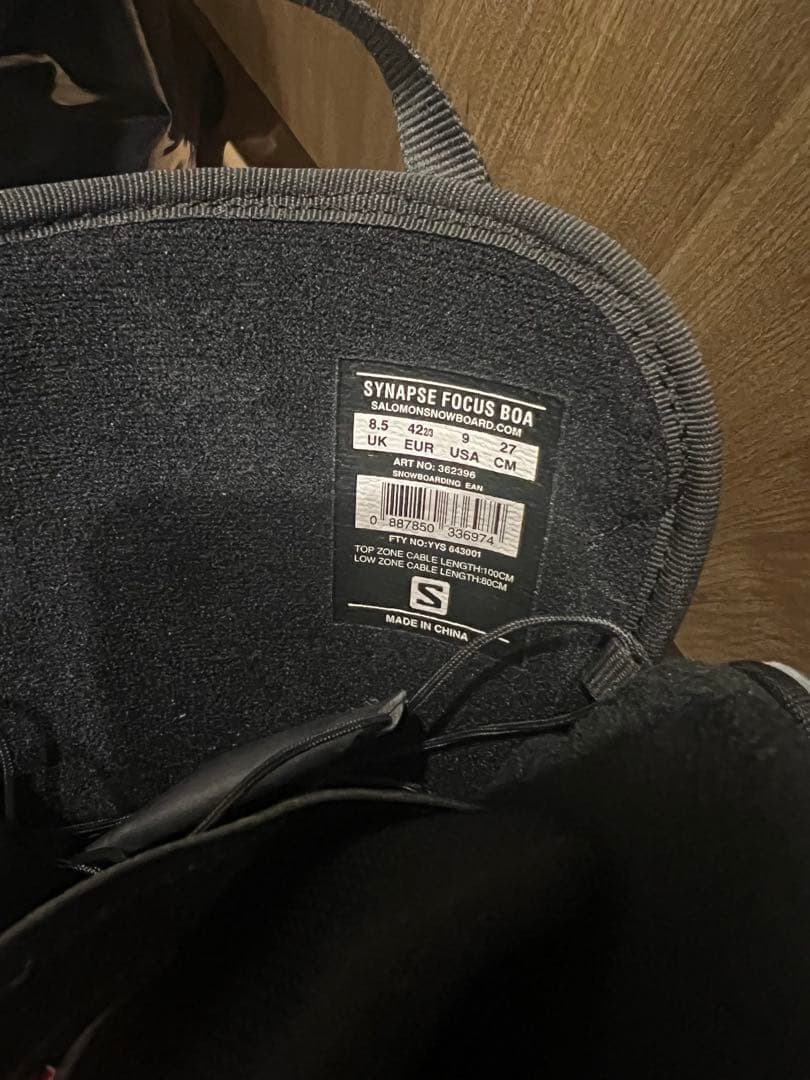 SYNAPSE FOCUS BOA
SALOMONSNOWBOARD.COM
8.5 42 2/3 9 27
UK EUR USA CM
ART NO: 362396
SNOWBOARDING EAN
0 887850 336974
FTY NO:YYS 643001
TOP ZONE CABLE LENGTH:100CM
LOW ZONE CABLE LENGTH:80CM
S
MADE IN CHINA